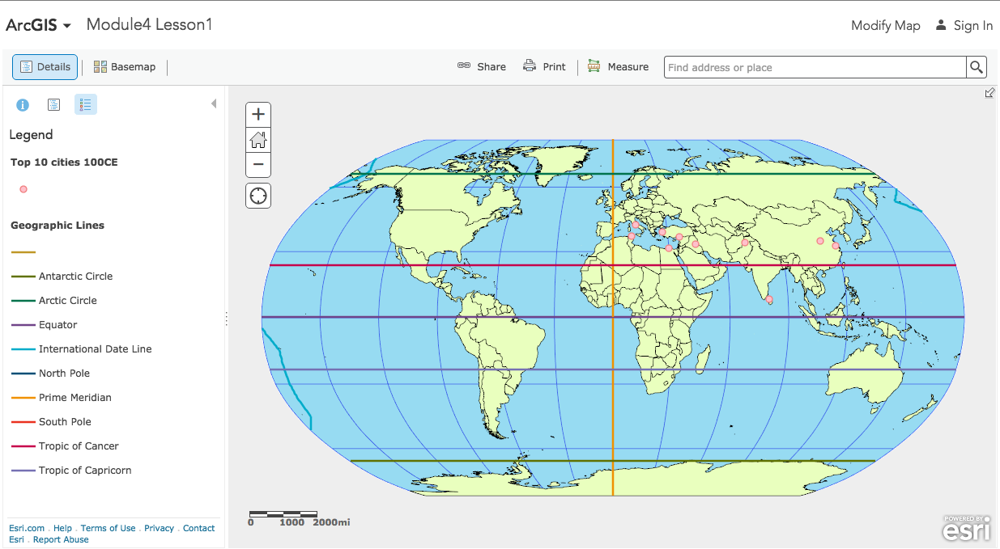 ArcGIS Module4 Lesson1 Modify Map Sign In
Details Basemap Share Print Measure Find address or place
Legend
Top 10 cities 100CE
Geographic Lines
Antarctic Circle
Arctic Circle
Equator
International Date Line
North Pole
Prime Meridian
South Pole
Tropic of Cancer
Tropic of Capricorn
Esri.com . Help . Terms of Use . Privacy . Contact
Esri . Report Abuse
0 1000 2000mi
POWERED BY
esri